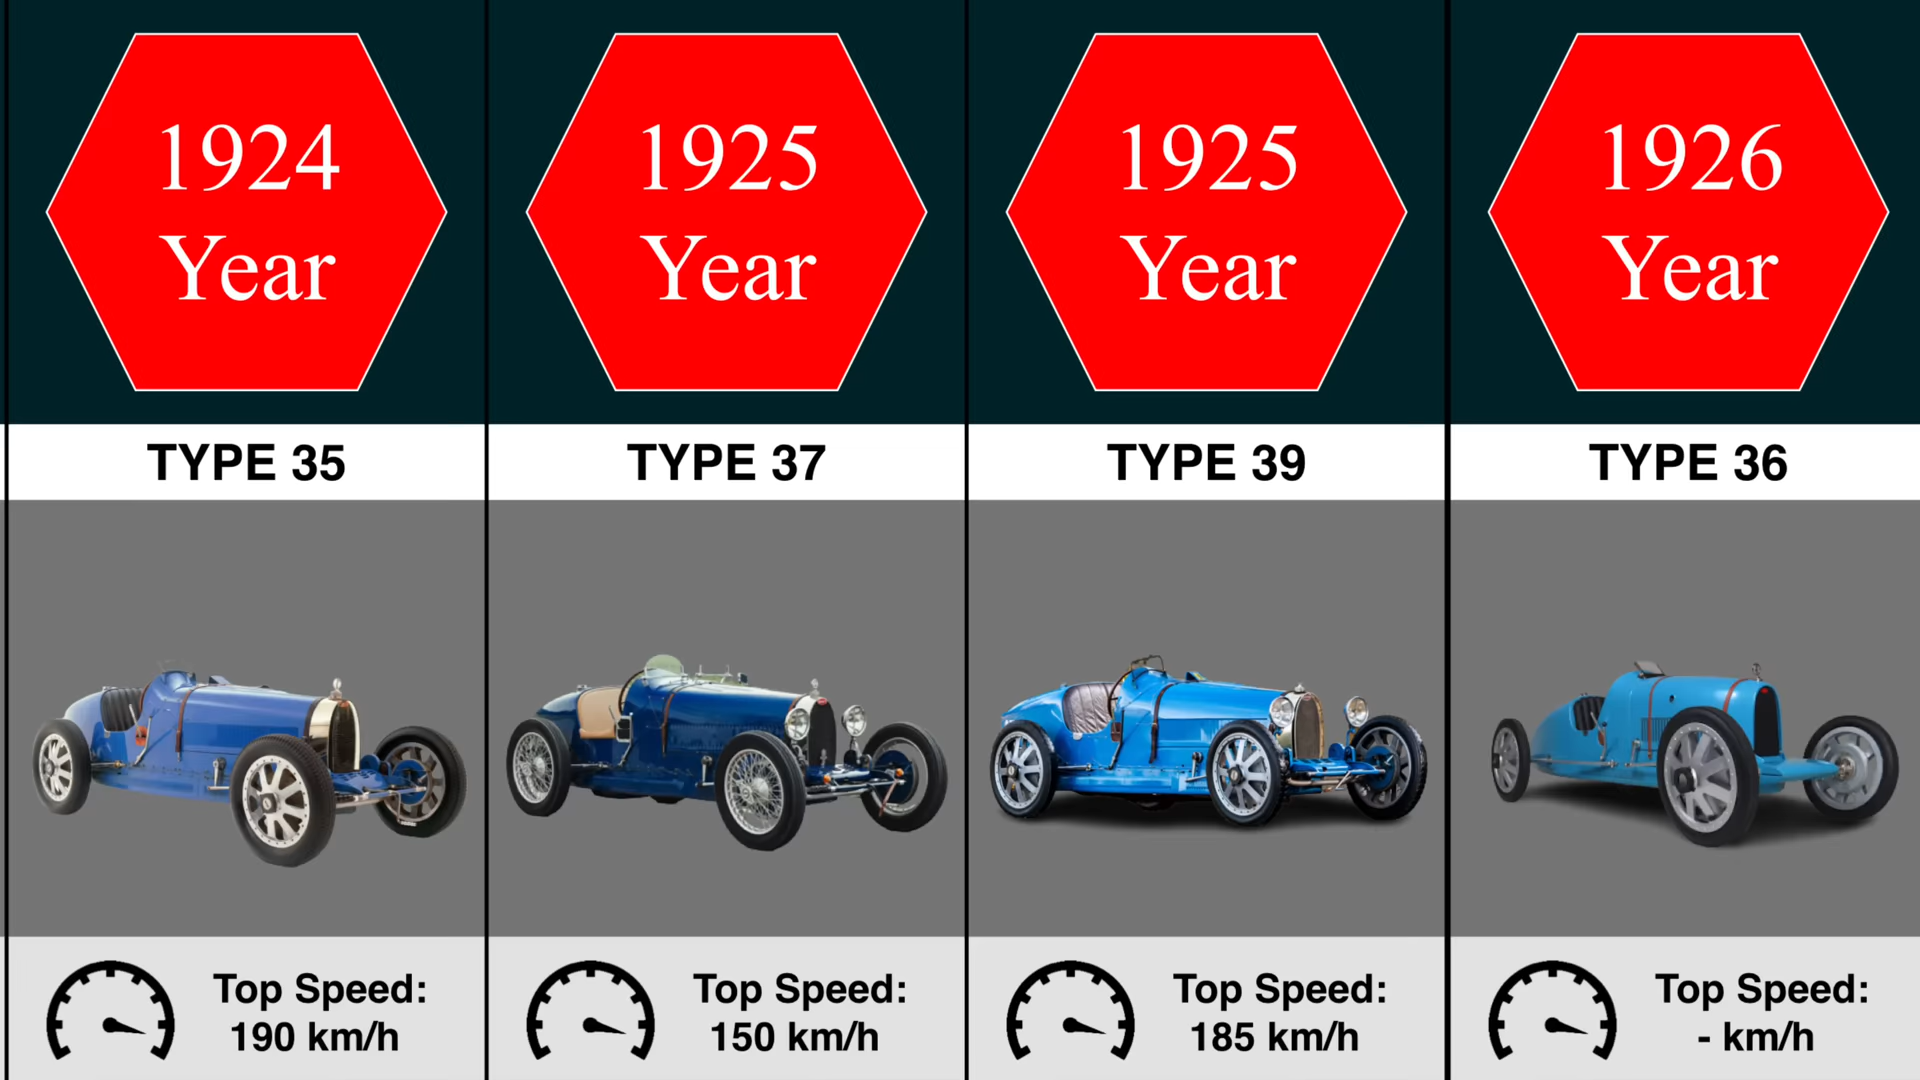 1924
Year
1925
Year
1925
Year
1926
Year
TYPE 35
TYPE 37
TYPE 39
TYPE 36
Top Speed:
190 km/h
Top Speed:
150 km/h
Top Speed:
185 km/h
Top Speed:
- km/h